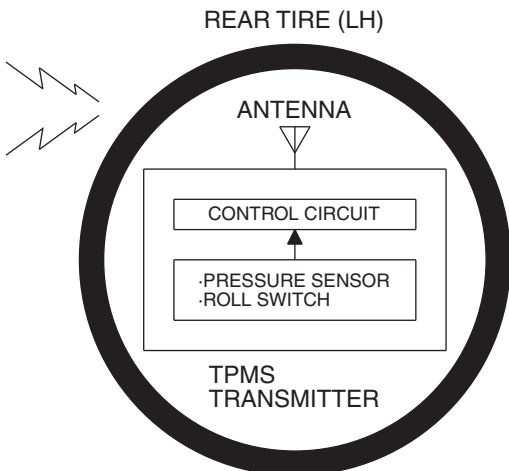 REAR TIRE (LH)
ANTENNA
CONTROL CIRCUIT
·PRESSURE SENSOR
·ROLL SWITCH
TPMS
TRANSMITTER